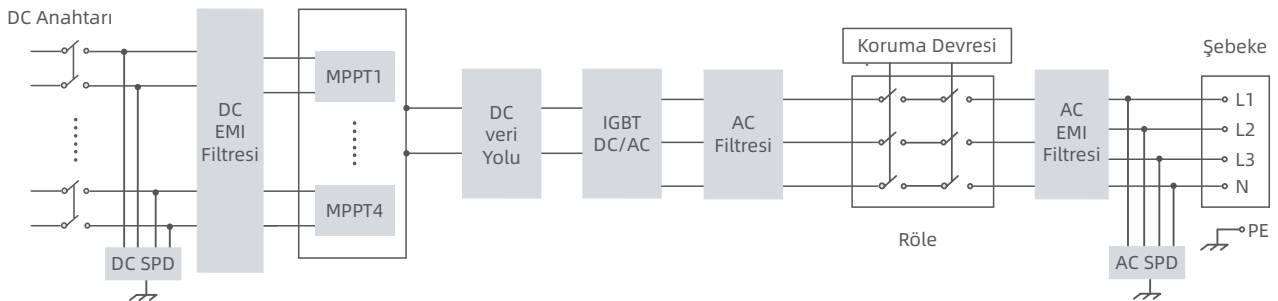 DC Anahtarı
DC SPD
DC
EMI
Filtresi
MPPT1
MPPT4
DC
veri
Yolu
IGBT
DC/AC
AC
Filtresi
Koruma Devresi
Röle
AC
EMI
Filtresi
AC SPD
Şebeke
L1
L2
L3
N
PE